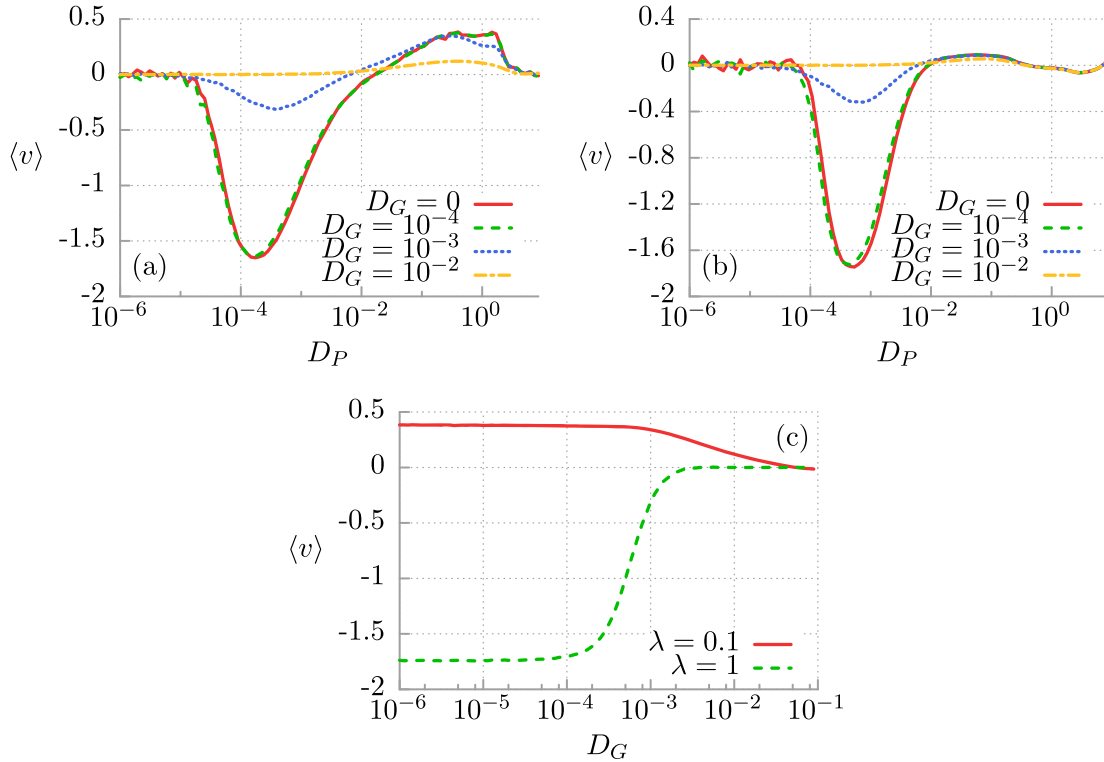 0.5
0
-0.5
-1
-1.5
-2
⟨v⟩
10⁻⁶ 10⁻⁴ 10⁻² 10⁰
D_P
D_G = 0
D_G = 10⁻⁴
D_G = 10⁻³
D_G = 10⁻²
(a)
0.4
0
-0.4
-0.8
-1.2
-1.6
-2
⟨v⟩
10⁻⁶ 10⁻⁴ 10⁻² 10⁰
D_P
D_G = 0
D_G = 10⁻⁴
D_G = 10⁻³
D_G = 10⁻²
(b)
0.5
0
-0.5
-1
-1.5
-2
⟨v⟩
10⁻⁶ 10⁻⁵ 10⁻⁴ 10⁻³ 10⁻² 10⁻¹
D_G
(c)
λ = 0.1
λ = 1